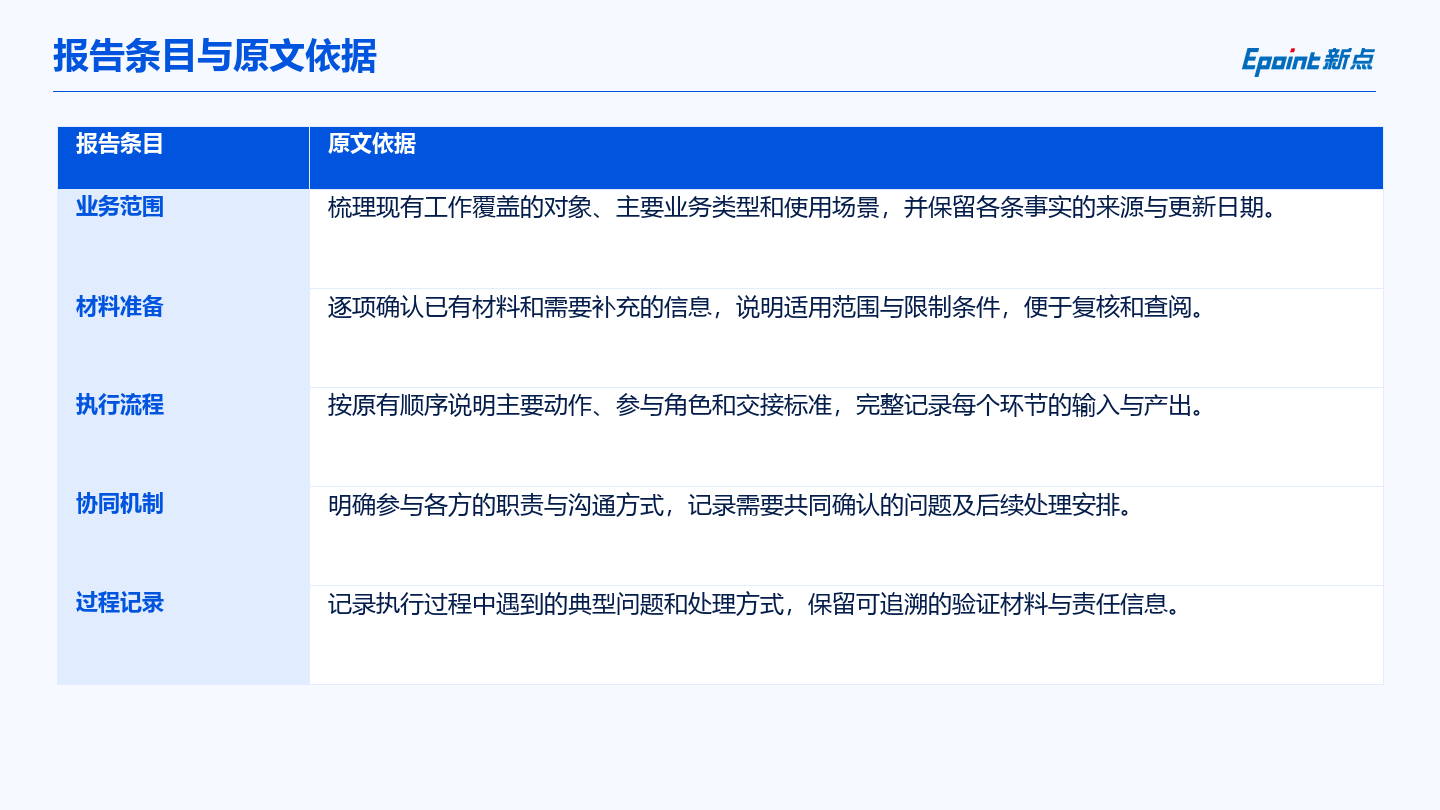 报告条目与原文依据
Epoint 新点
报告条目
原文依据
业务范围
梳理现有工作覆盖的对象、主要业务类型和使用场景，并保留各条事实的来源与更新日期。
材料准备
逐项确认已有材料和需要补充的信息，说明适用范围与限制条件，便于复核和查阅。
执行流程
按原有顺序说明主要动作、参与角色和交接标准，完整记录每个环节的输入与产出。
协同机制
明确参与各方的职责与沟通方式，记录需要共同确认的问题及后续处理安排。
过程记录
记录执行过程中遇到的典型问题和处理方式，保留可追溯的验证材料与责任信息。